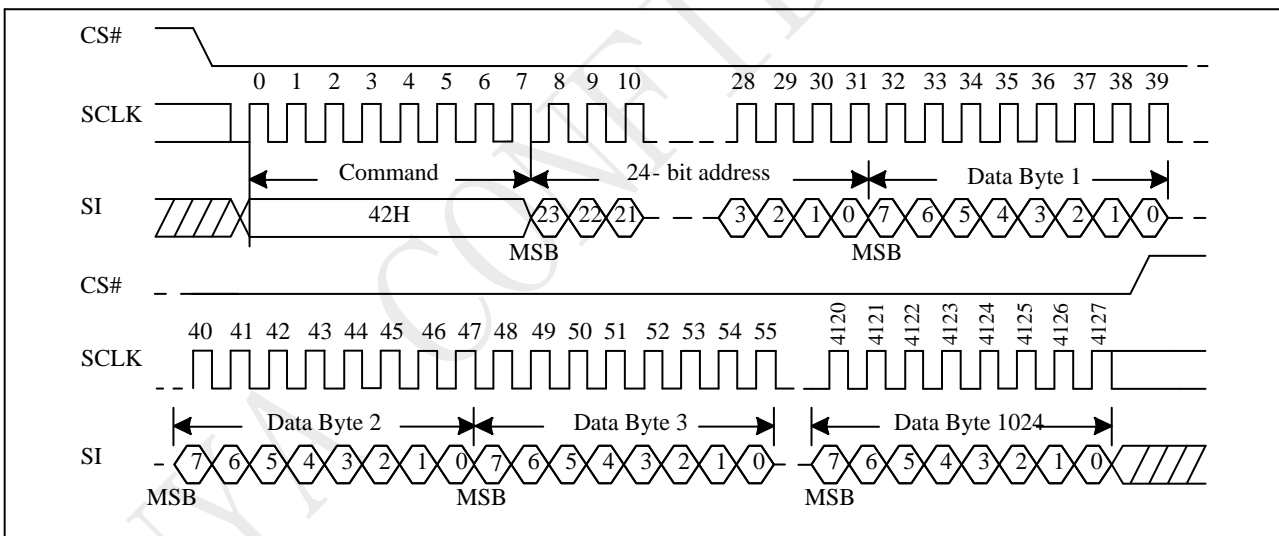 CS#
0 1 2 3 4 5 6 7 8 9 10 28 29 30 31 32 33 34 35 36 37 38 39
SCLK
Command 24- bit address Data Byte 1
SI 42H 23 22 21 3 2 1 0 7 6 5 4 3 2 1 0
MSB MSB
CS#
40 41 42 43 44 45 46 47 48 49 50 51 52 53 54 55 4120 4121 4122 4123 4124 4125 4126 4127
SCLK
Data Byte 2 Data Byte 3 Data Byte 1024
SI 7 6 5 4 3 2 1 0 7 6 5 4 3 2 1 0 7 6 5 4 3 2 1 0
MSB MSB MSB